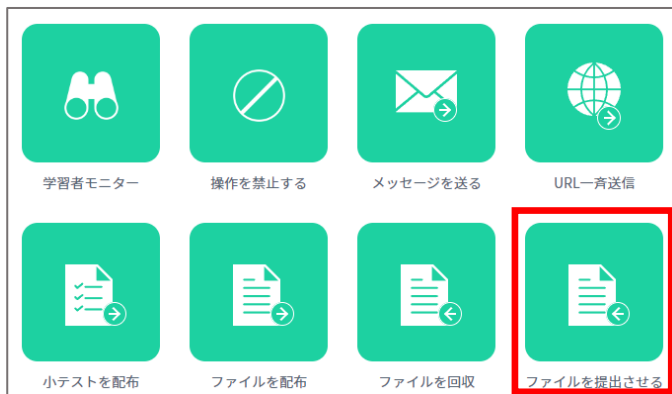 学習者モニター
操作を禁止する
メッセージを送る
URL一斉送信
小テストを配布
ファイルを配布
ファイルを回収
ファイルを提出させる